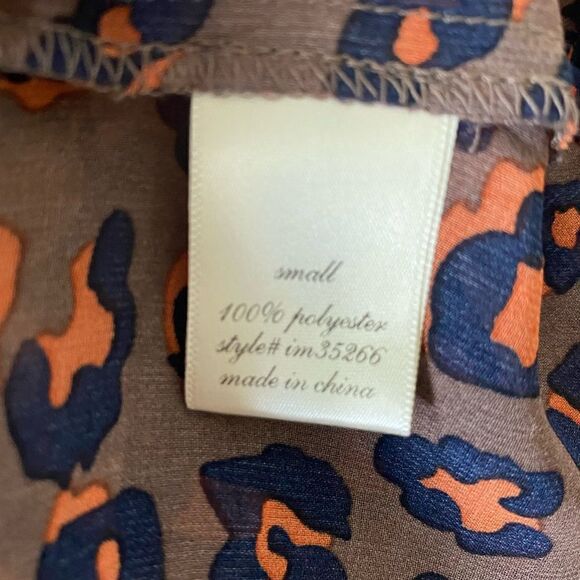 small
100% polyester
style# im35266
made in china